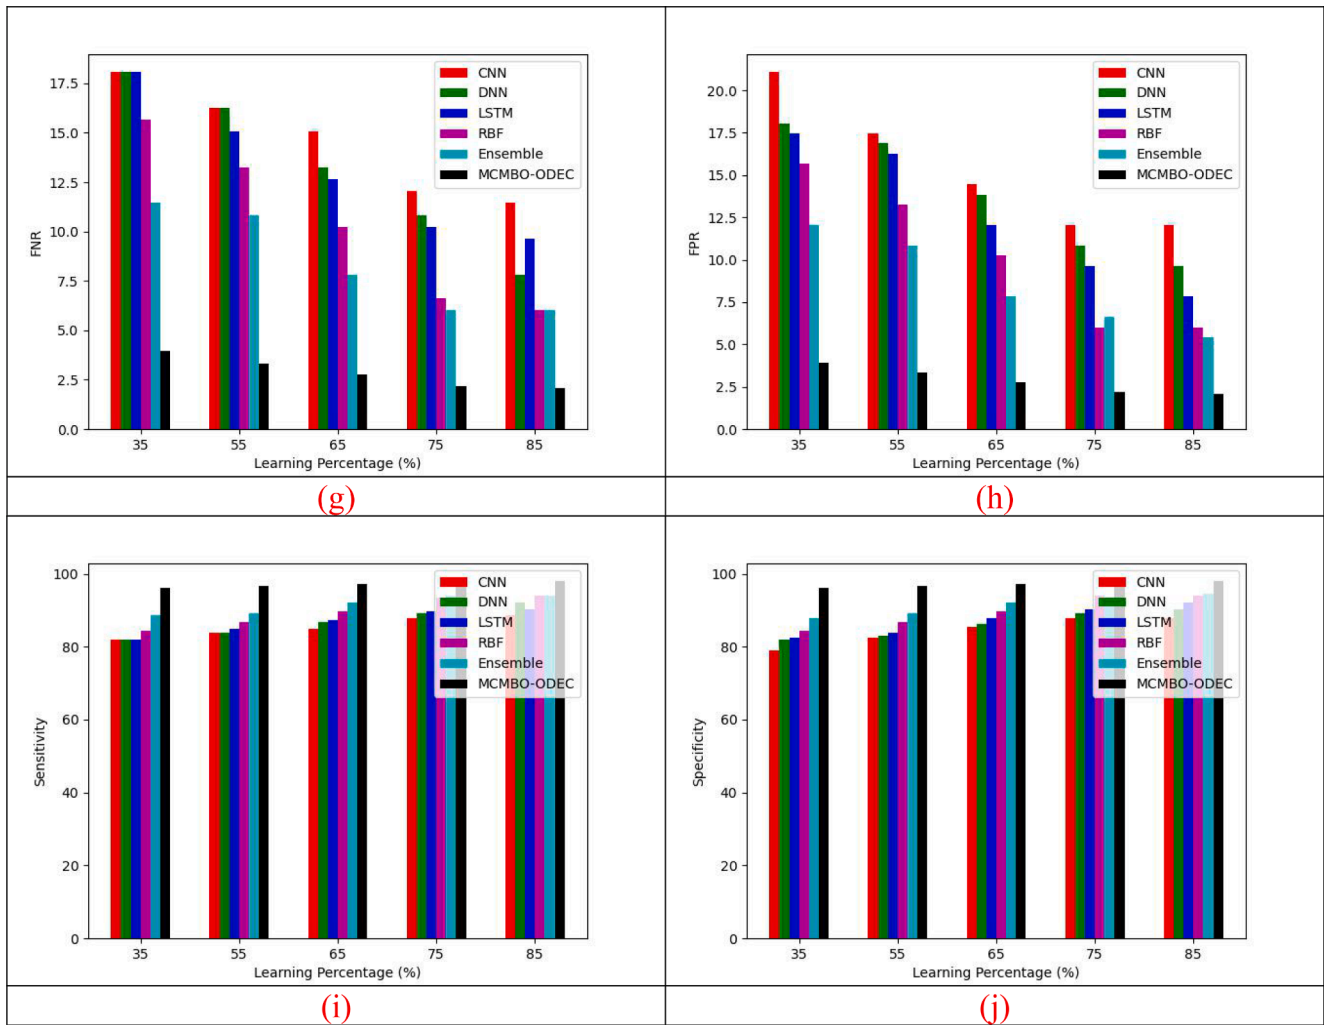 FNR
17.5
15.0
12.5
10.0
7.5
5.0
2.5
0.0
CNN
DNN
LSTM
RBF
Ensemble
MCMBO-ODEC
35 55 65 75 85
Learning Percentage (%)
(g)
FPR
20.0
17.5
15.0
12.5
10.0
7.5
5.0
2.5
0.0
CNN
DNN
LSTM
RBF
Ensemble
MCMBO-ODEC
35 55 65 75 85
Learning Percentage (%)
(h)
Sensitivity
100
80
60
40
20
0
CNN
DNN
LSTM
RBF
Ensemble
MCMBO-ODEC
35 55 65 75 85
Learning Percentage (%)
(i)
Specificity
100
80
60
40
20
0
CNN
DNN
LSTM
RBF
Ensemble
MCMBO-ODEC
35 55 65 75 85
Learning Percentage (%)
(j)